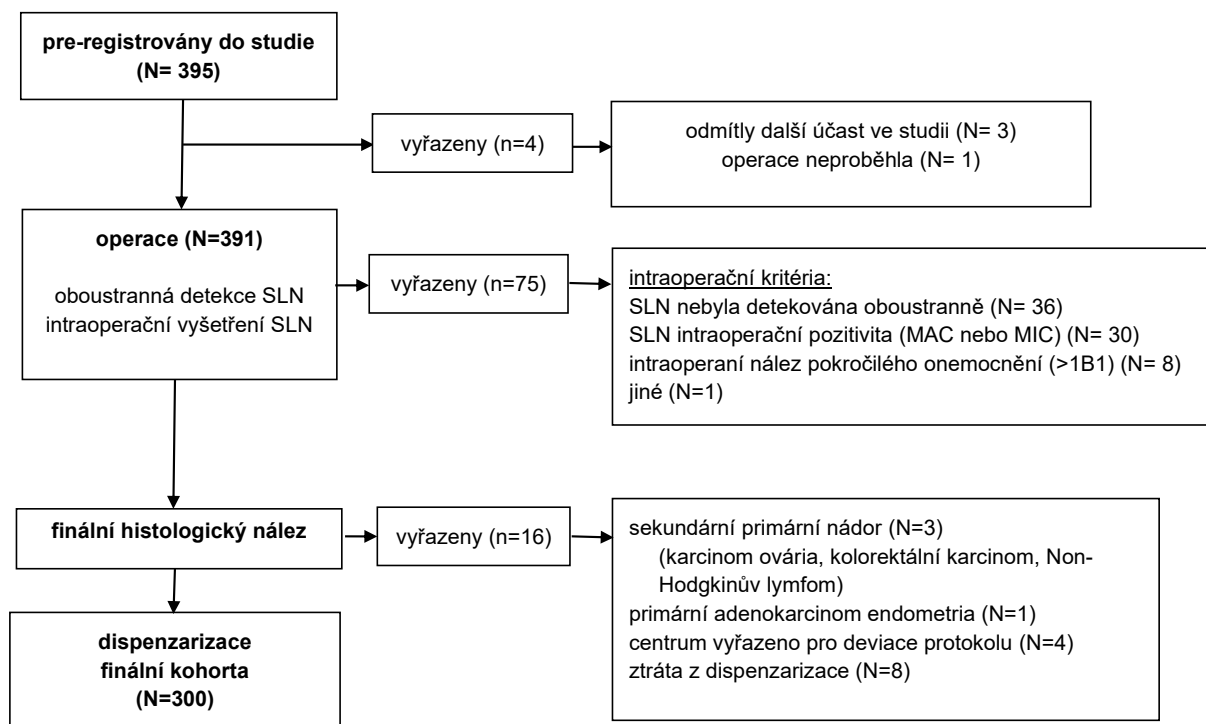 pre-registrovány do studie
(N= 395)
vyřazeny (n=4)
odmítly další účast ve studii (N= 3)
operace neproběhla (N= 1)
operace (N=391)
oboustranná detekce SLN
intraoperační vyšetření SLN
vyřazeny (n=75)
intraoperační kritéria:
SLN nebyla detekována oboustranně (N= 36)
SLN intraoperační pozitivita (MAC nebo MIC) (N= 30)
intraoperaní nález pokročilého onemocnění (>1B1) (N= 8)
jiné (N=1)
finální histologický nález
vyřazeny (n=16)
sekundární primární nádor (N=3)
(karcinom ovária, kolorektální karcinom, Non-
Hodgkinův lymfom)
primární adenokarcinom endometria (N=1)
centrum vyřazeno pro deviace protokolu (N=4)
ztráta z dispenzarizace (N=8)
dispenzarizace
finální kohorta
(N=300)